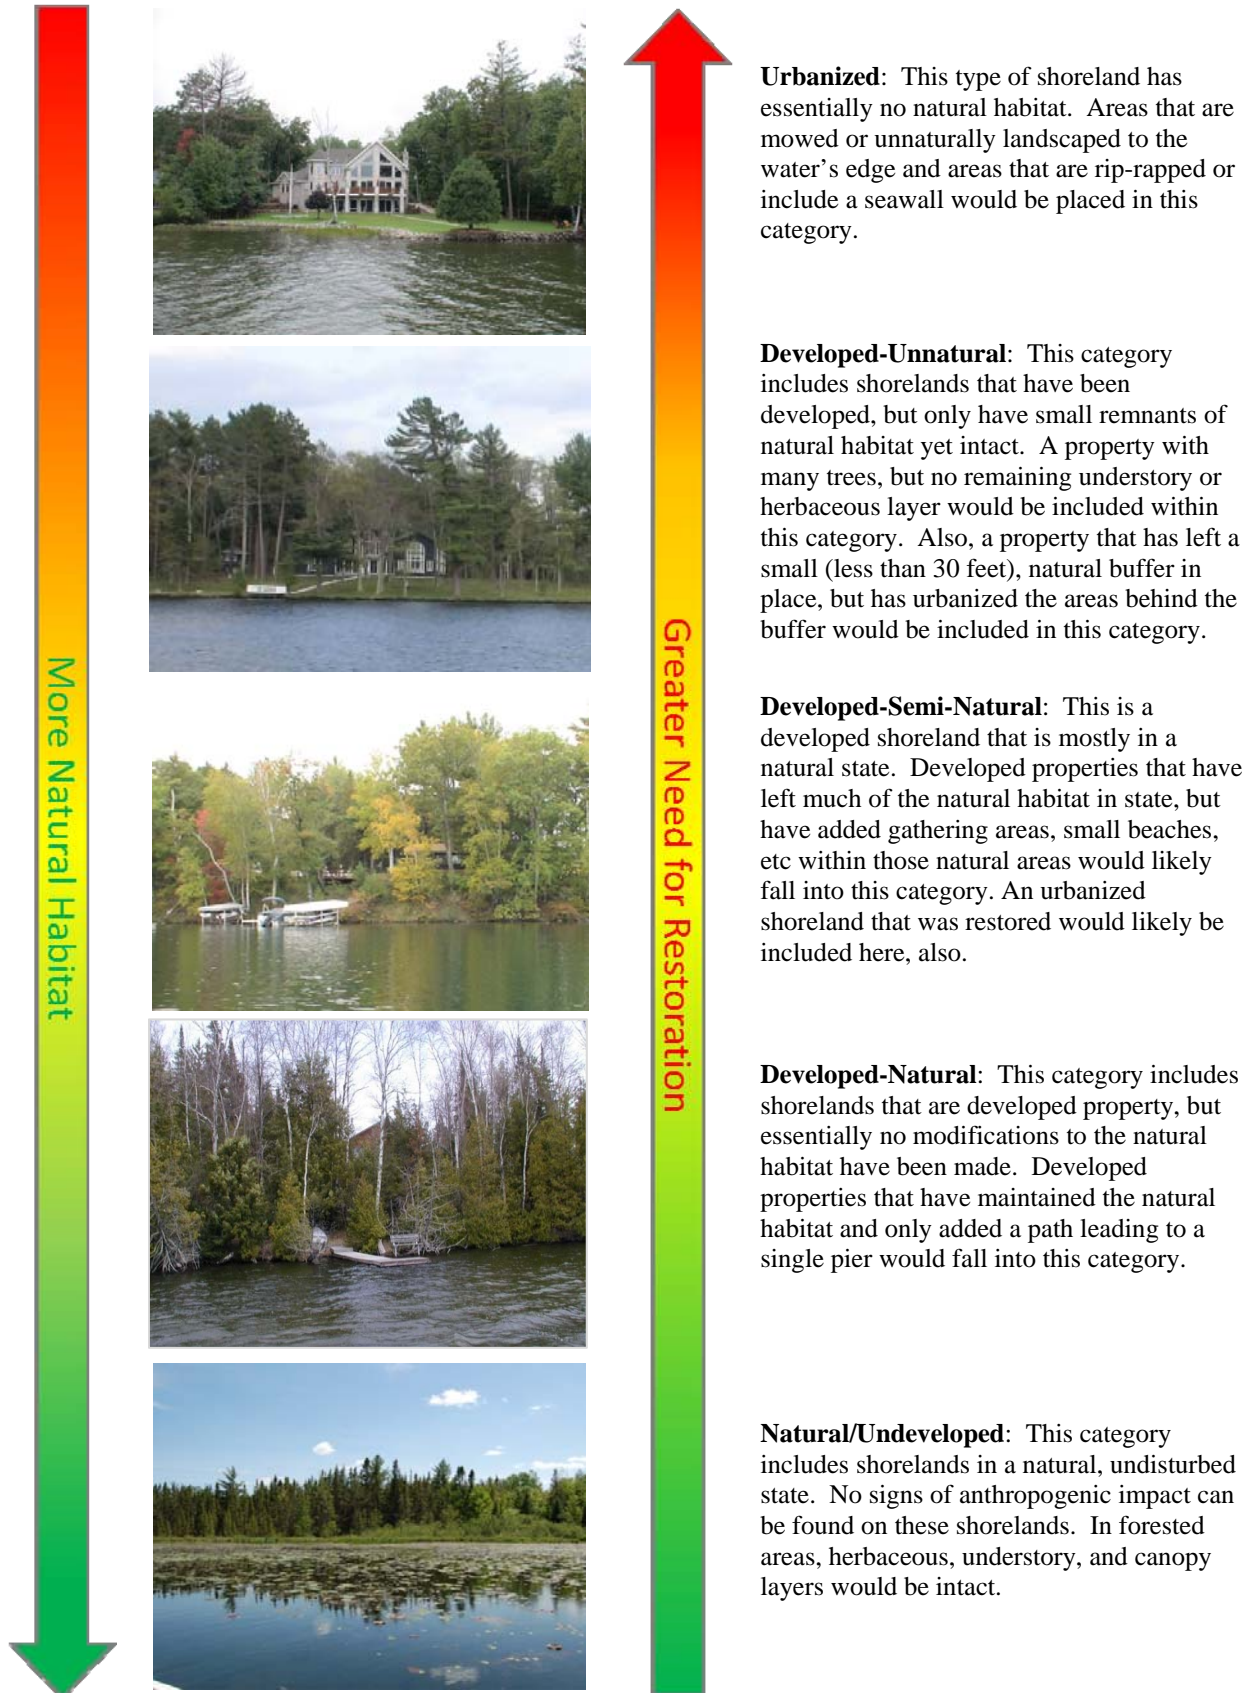 More Natural Habitat
Greater Need for Restoration
Urbanized:  This type of shoreland has
essentially no natural habitat.  Areas that are
mowed or unnaturally landscaped to the
water’s edge and areas that are rip-rapped or
include a seawall would be placed in this
category.
Developed-Unnatural:  This category
includes shorelands that have been
developed, but only have small remnants of
natural habitat yet intact.  A property with
many trees, but no remaining understory or
herbaceous layer would be included within
this category.  Also, a property that has left a
small (less than 30 feet), natural buffer in
place, but has urbanized the areas behind the
buffer would be included in this category.
Developed-Semi-Natural:  This is a
developed shoreland that is mostly in a
natural state.  Developed properties that have
left much of the natural habitat in state, but
have added gathering areas, small beaches,
etc within those natural areas would likely
fall into this category. An urbanized
shoreland that was restored would likely be
included here, also.
Developed-Natural:  This category includes
shorelands that are developed property, but
essentially no modifications to the natural
habitat have been made.  Developed
properties that have maintained the natural
habitat and only added a path leading to a
single pier would fall into this category.
Natural/Undeveloped:  This category
includes shorelands in a natural, undisturbed
state.  No signs of anthropogenic impact can
be found on these shorelands.  In forested
areas, herbaceous, understory, and canopy
layers would be intact.